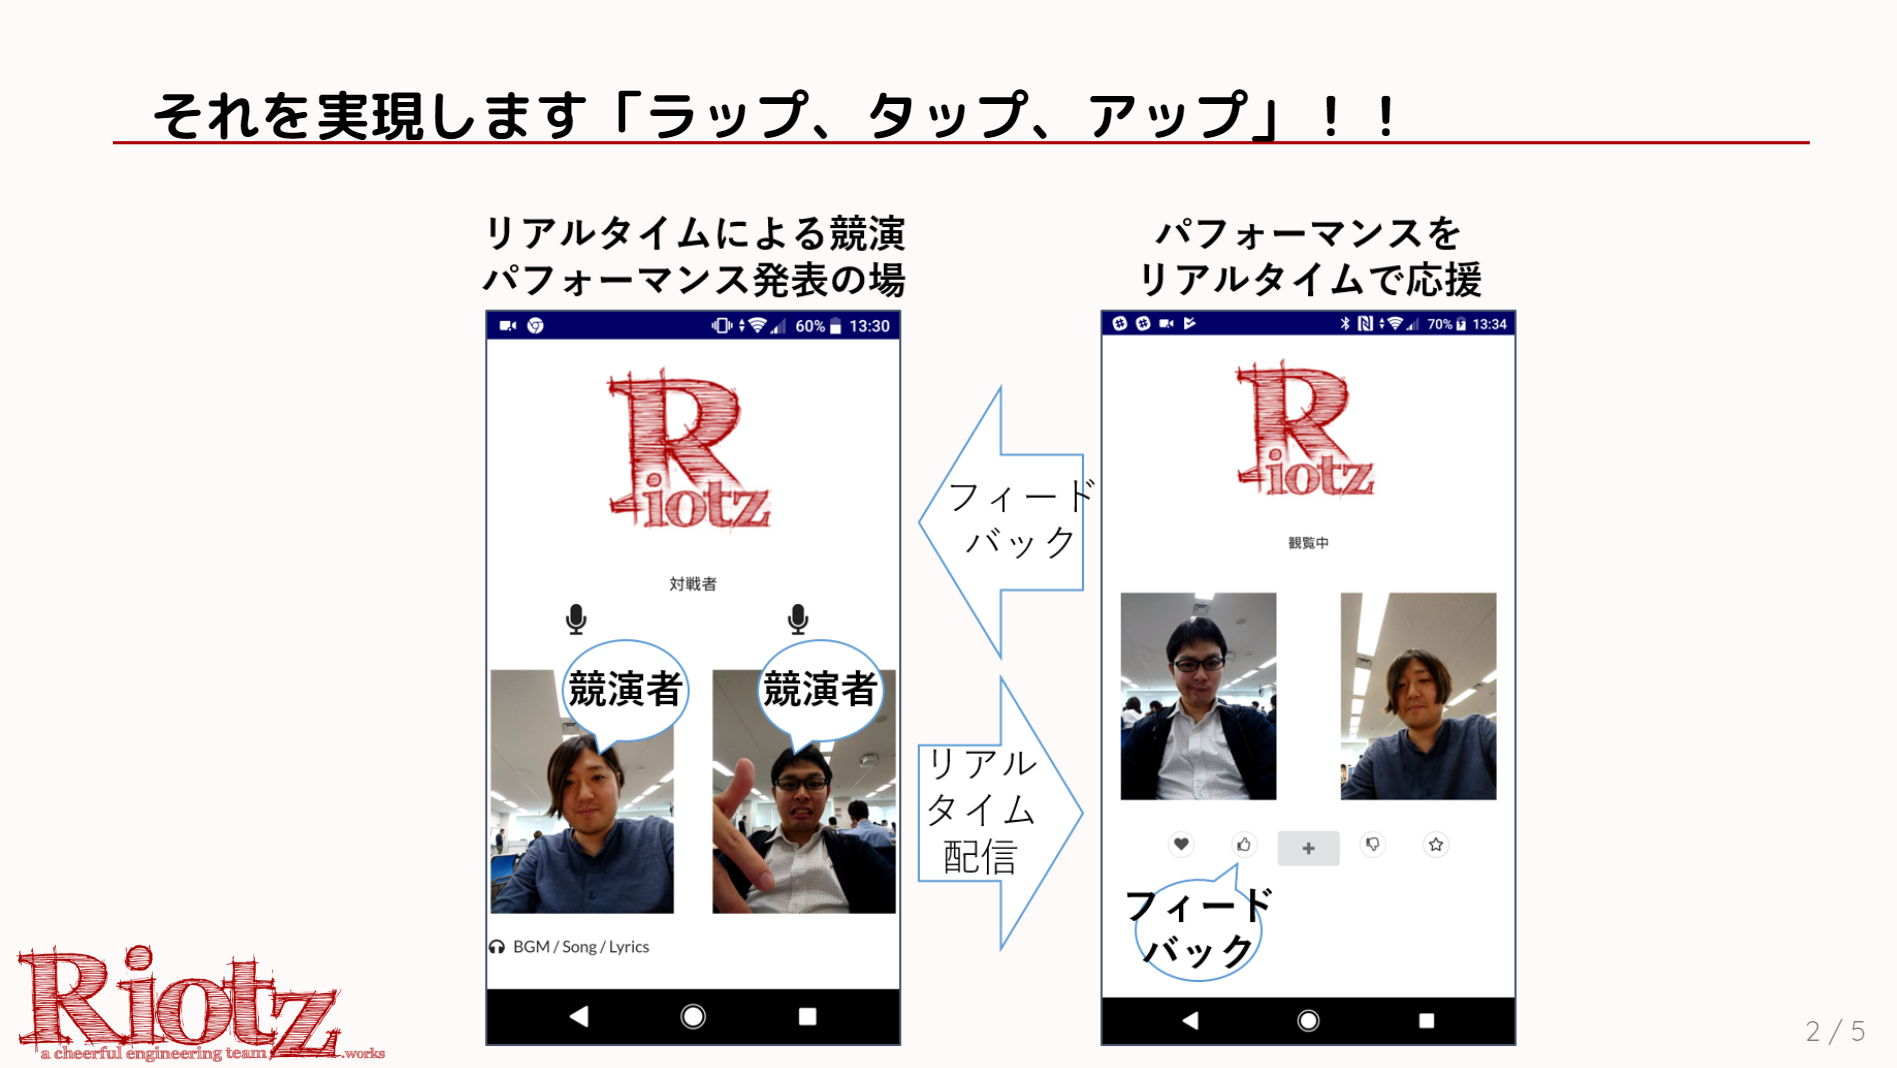 それを実現します「ラップ、タップ、アップ」！！
リアルタイムによる競演
パフォーマンス発表の場
パフォーマンスを
リアルタイムで応援
60% 13:30
Riotz
対戦者
競演者
競演者
BGM / Song / Lyrics
フィード
バック
リアル
タイム
配信
70% 13:34
Riotz
観覧中
フィード
バック
Riotz
a cheerful engineering team .works
2 / 5